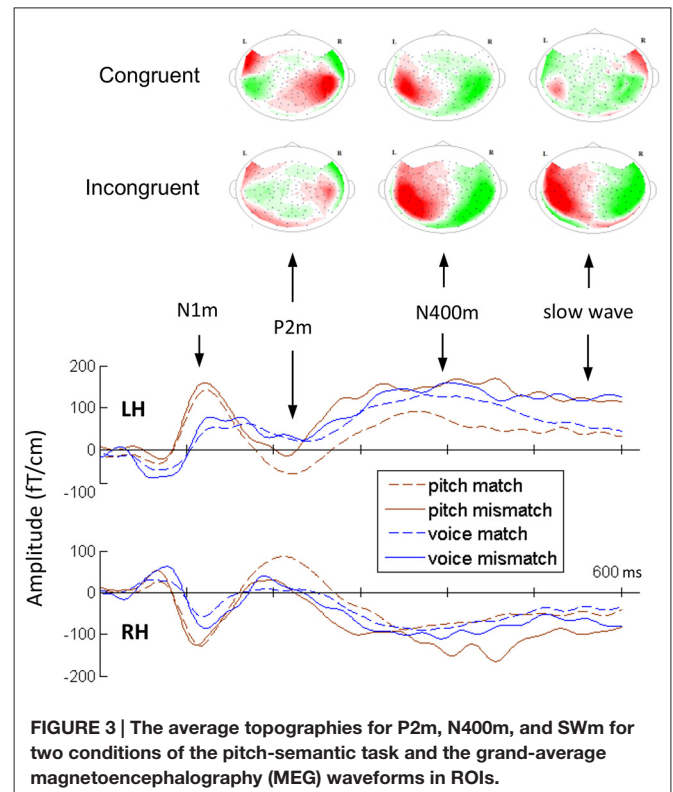 L R L R L R
Congruent
L R L R L R
Incongruent
N1m
P2m
N400m
slow wave
200
100
0
-100
LH
pitch match
pitch mismatch
voice match
voice mismatch
Amplitude (fT/cm)
100
0
-100
-200
600 ms
RH
FIGURE 3 | The average topographies for P2m, N400m, and SWm for
two conditions of the pitch-semantic task and the grand-average
magnetoencephalography (MEG) waveforms in ROIs.